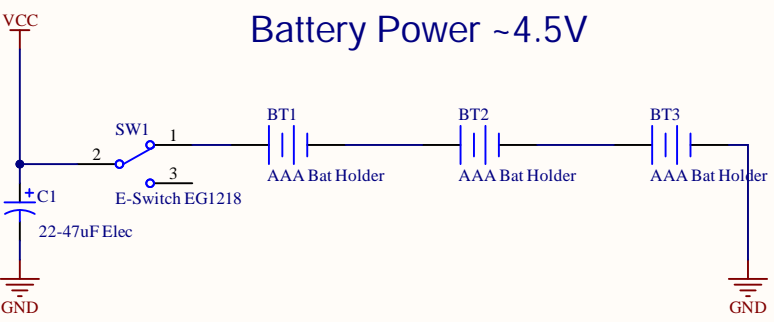 Battery Power ~4.5V
VCC
SW1
1
2
3
E-Switch EG1218
BT1
AAA Bat Holder
BT2
AAA Bat Holder
BT3
AAA Bat Holder
+
C1
22-47uF Elec
GND
GND